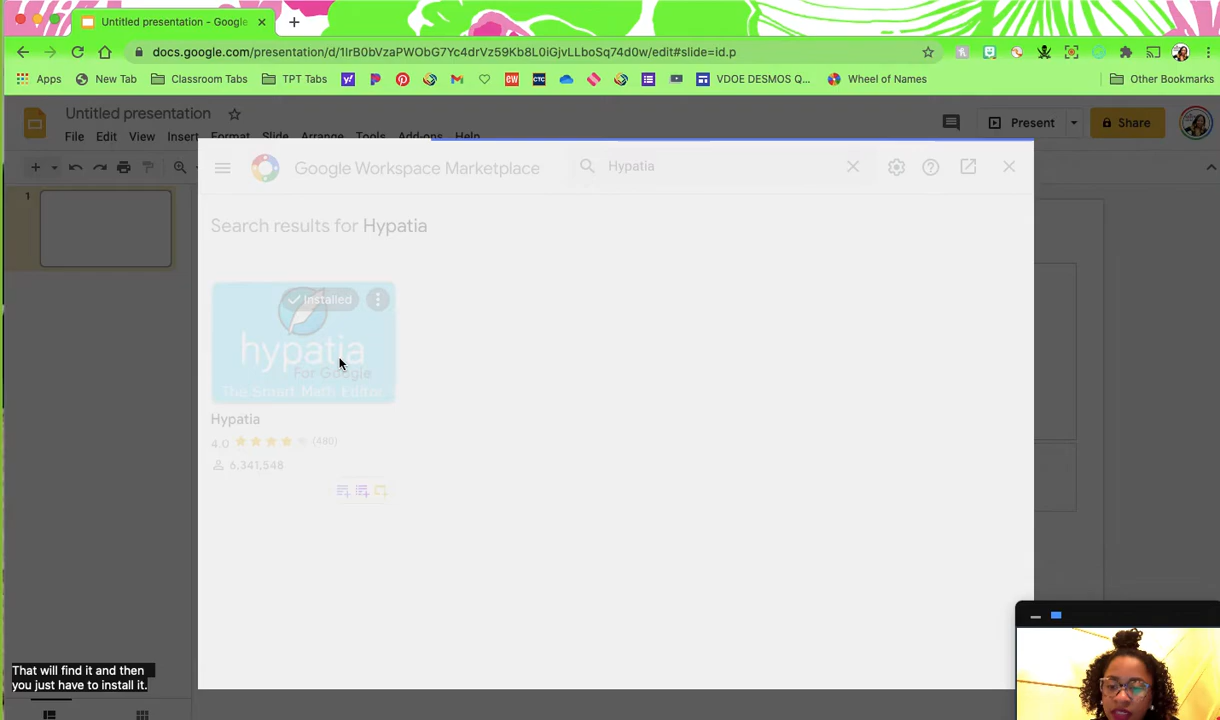 Untitled presentation - Google
docs.google.com/presentation/d/1lrB0bVzaPWObG7Yc4drVz59Kb8L0iGjvLLboSq74d0w/edit#slide=id.p
Apps New Tab Classroom Tabs TPT Tabs CW CTC VDOE DESMOS Q... Wheel of Names Other Bookmarks
Untitled presentation
File Edit View Insert Format Slide Arrange Tools Add-ons Help
Present Share
Google Workspace Marketplace Hypatia
1
Search results for Hypatia
Installed
hypatia
For Google
The Smart Math Editor
Hypatia
4.0 (480)
6,341,548
That will find it and then
you just have to install it.